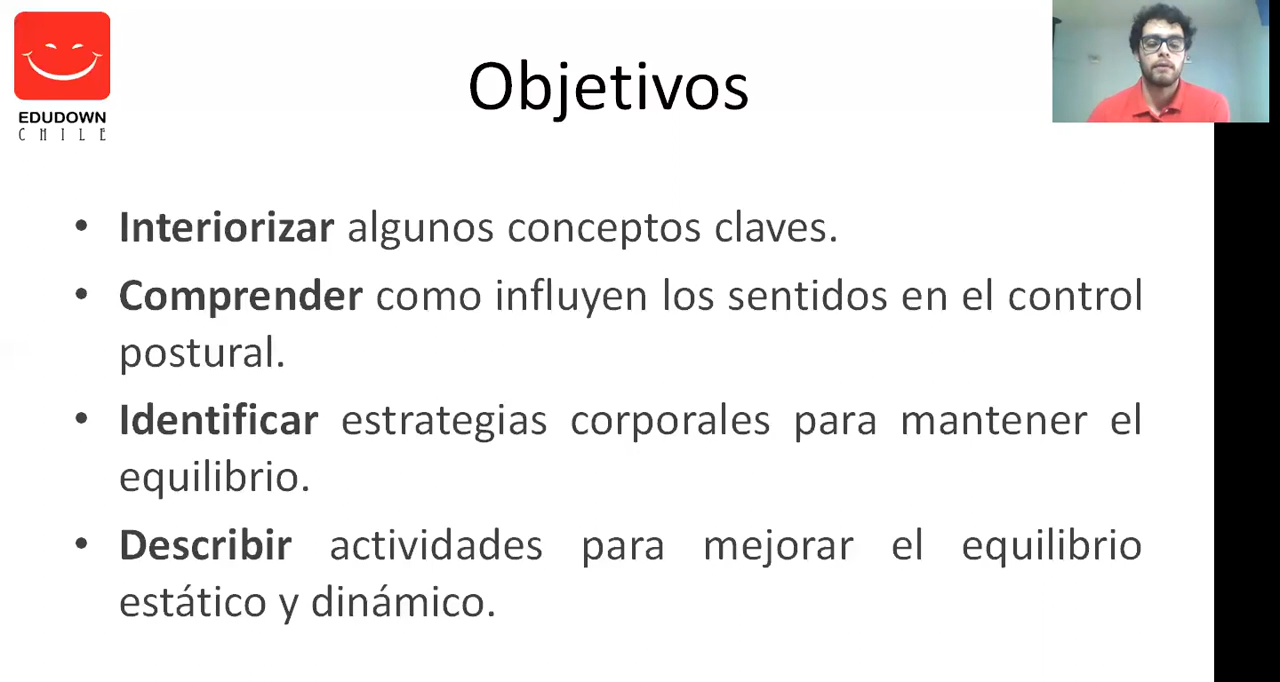 EDUDOWN
CHILE
Objetivos
• Interiorizar algunos conceptos claves.
• Comprender como influyen los sentidos en el control
postural.
• Identificar estrategias corporales para mantener el
equilibrio.
• Describir actividades para mejorar el equilibrio
estático y dinámico.